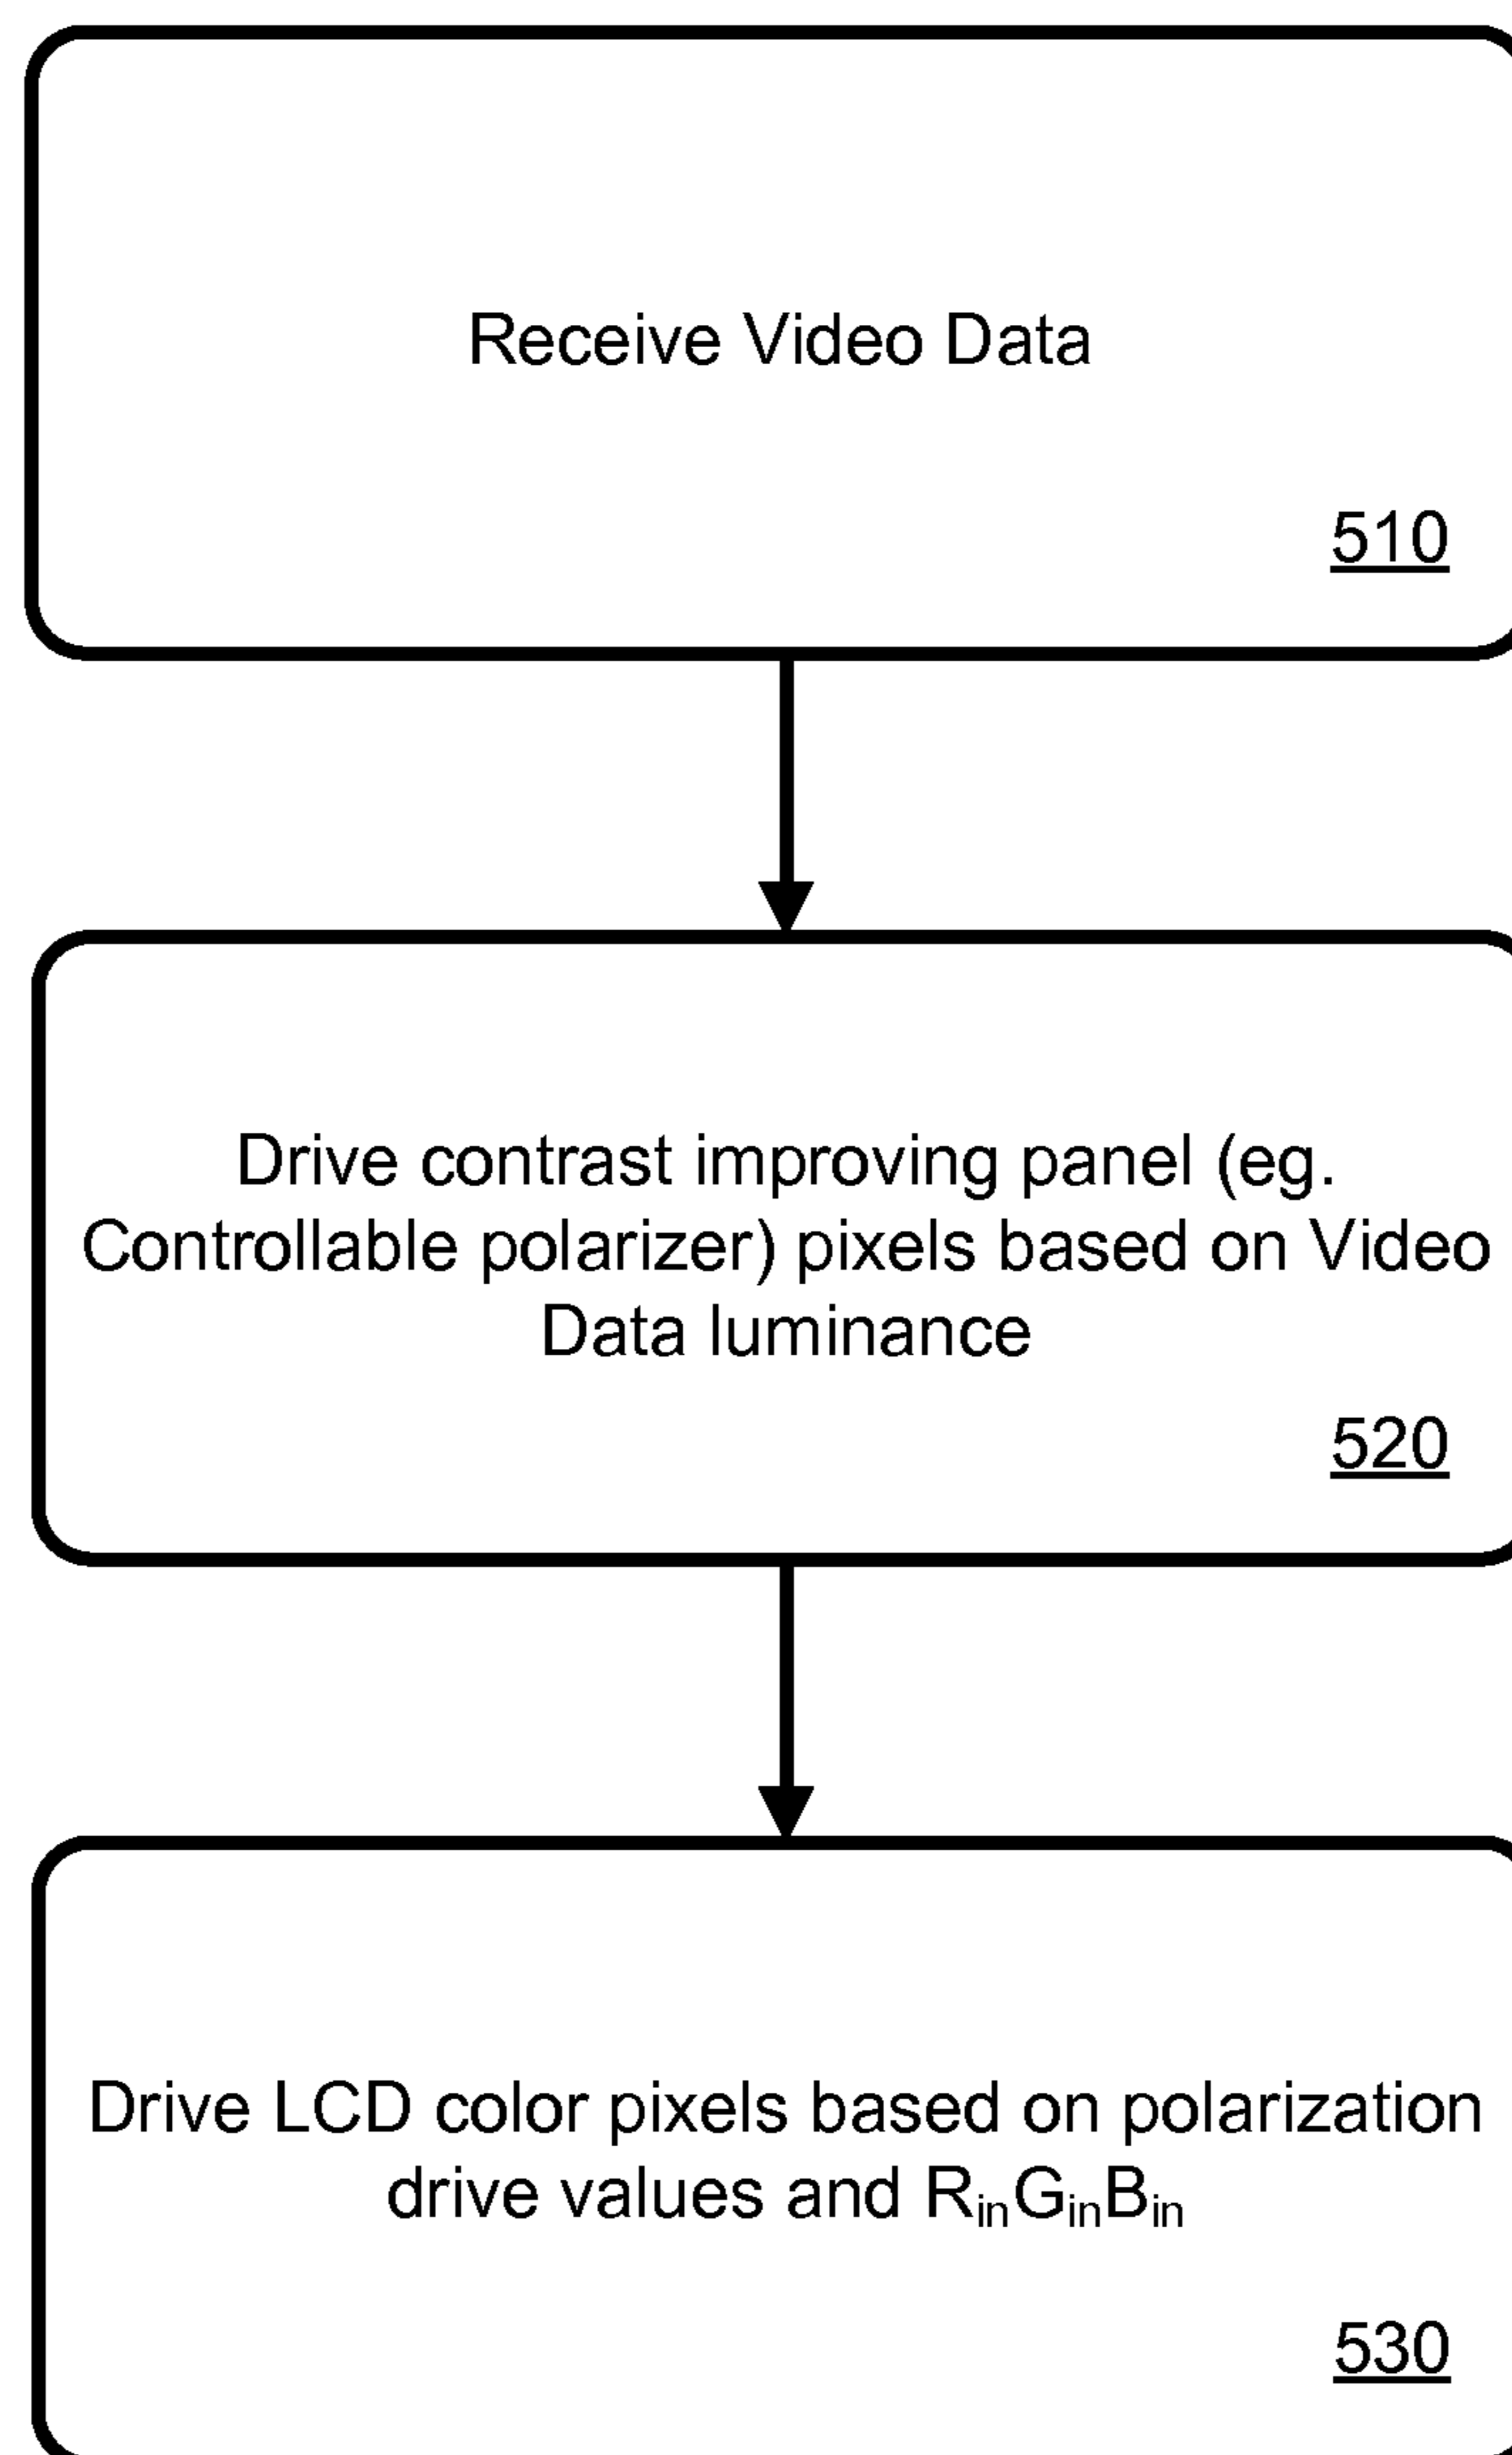 Receive Video Data
510
Drive contrast improving panel (eg.
Controllable polarizer) pixels based on Video
Data luminance
520
Drive LCD color pixels based on polarization
drive values and RinGinBin
530